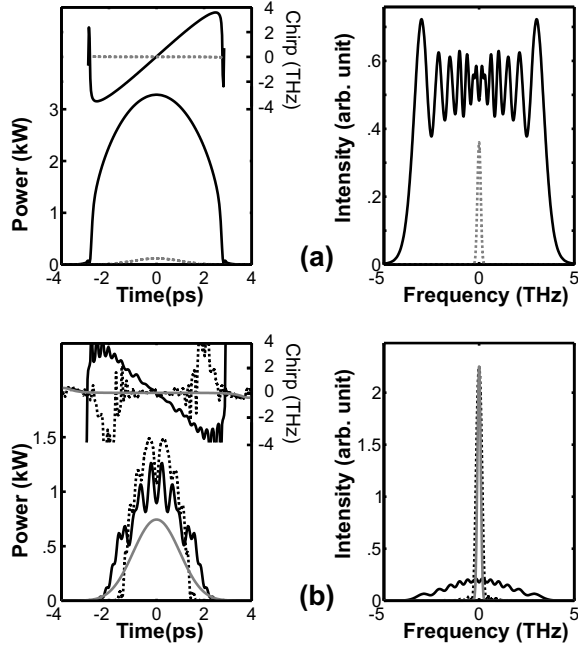 4
2
0
-2
-4
Chirp (THz)
3
2
1
0
Power (kW)
-4 -2 0 2 4
Time(ps)
(a)
.6
.4
.2
0
Intensity (arb. unit)
-5 0 5
Frequency (THz)
4
2
0
-2
-4
Chirp (THz)
1.5
1
.5
0
Power (kW)
-4 -2 0 2 4
Time(ps)
(b)
2
1.5
1
.5
0
Intensity (arb. unit)
-5 0 5
Frequency (THz)